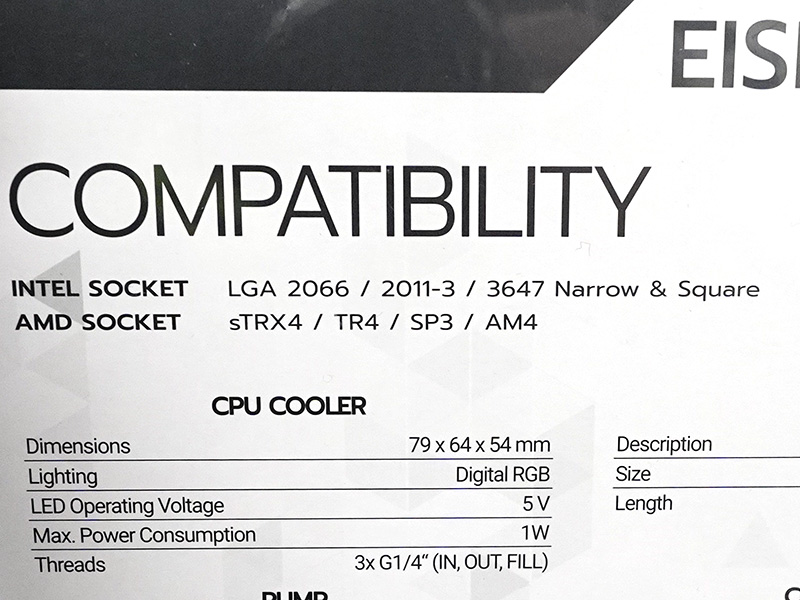 COMPATIBILITY
INTEL SOCKET LGA 2066 / 2011-3 / 3647 Narrow & Square
AMD SOCKET sTRX4 / TR4 / SP3 / AM4
CPU COOLER
Dimensions 79 x 64 x 54 mm
Lighting Digital RGB
LED Operating Voltage 5 V
Max. Power Consumption 1W
Threads 3x G1/4“ (IN, OUT, FILL)
Description
Size
Length
PUMP